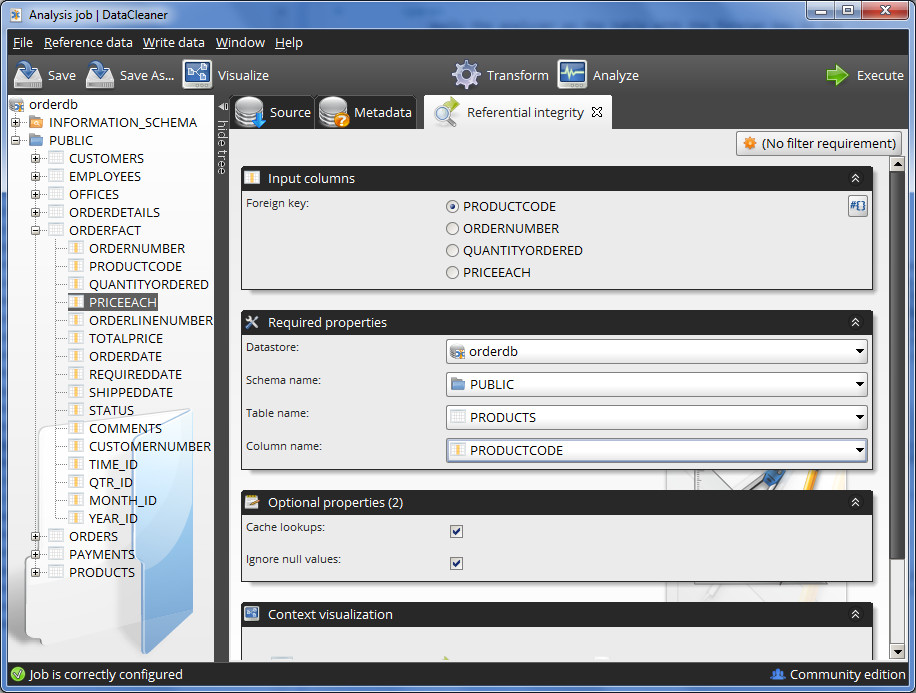 Analysis job | DataCleaner
File Reference data Write data Window Help
Save Save As... Visualize Transform Analyze Execute
orderdb
INFORMATION_SCHEMA
PUBLIC
CUSTOMERS
EMPLOYEES
OFFICES
ORDERDETAILS
ORDERFACT
ORDERNUMBER
PRODUCTCODE
QUANTITYORDERED
PRICEEACH
ORDERLINENUMBER
TOTALPRICE
ORDERDATE
REQUIREDDATE
SHIPPEDDATE
STATUS
COMMENTS
CUSTOMERNUMBER
TIME_ID
QTR_ID
MONTH_ID
YEAR_ID
ORDERS
PAYMENTS
PRODUCTS
hide tree
Source Metadata Referential integrity
(No filter requirement)
Input columns
Foreign key:
PRODUCTCODE
#{}
ORDERNUMBER
QUANTITYORDERED
PRICEEACH
Required properties
Datastore: orderdb
Schema name: PUBLIC
Table name: PRODUCTS
Column name: PRODUCTCODE
Optional properties (2)
Cache lookups:
Ignore null values:
Context visualization
Job is correctly configured
Community edition